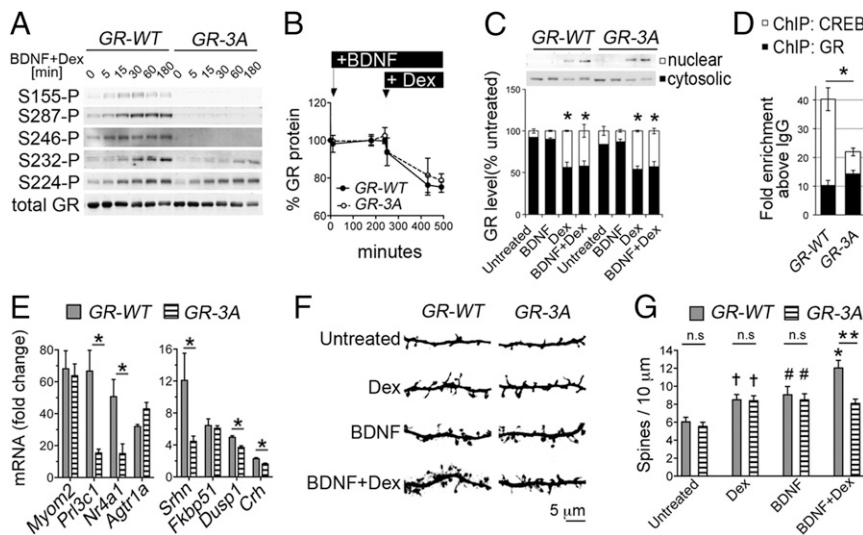 A
GR-WT GR-3A
BDNF+Dex
[min]
0 5 15 30 60 180 0 5 15 30 60 180
S155-P
S287-P
S246-P
S232-P
S224-P
total GR
B
+BDNF
+ Dex
% GR protein
100
80
60
GR-WT
GR-3A
0 100 200 300 400 500
minutes
C
GR-WT GR-3A
nuclear
cytosolic
GR level(% untreated)
100
50
0
* * * *
Untreated
BDNF
Dex
BDNF+Dex
Untreated
BDNF
Dex
BDNF+Dex
D
ChIP: CREB
ChIP: GR
Fold enrichment
above IgG
*
40
20
10
0
GR-WT
GR-3A
E
GR-WT GR-3A
mRNA (fold change)
80
60
40
20
0
* *
Myom2
Prl3c1
Nr4a1
Agtr1a
16
12
8
4
0
* * *
Srhn
Fkbp51
Dusp1
Crh
F
GR-WT GR-3A
Untreated
Dex
BDNF
BDNF+Dex
5 µm
G
GR-WT GR-3A
Spines / 10 µm
n.s n.s n.s **
† † # # *
14
12
10
8
6
4
2
0
Untreated
Dex
BDNF
BDNF+Dex